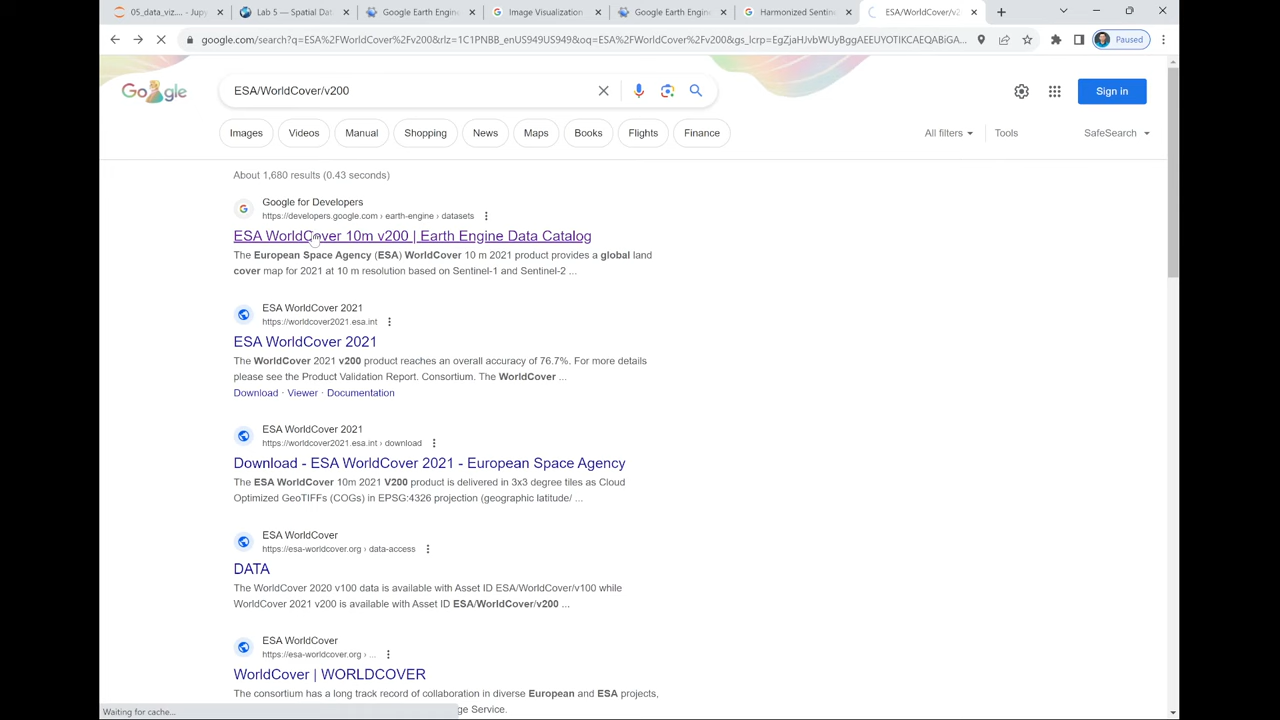 05_data_viz.... - Jupy
Lab 5 — Spatial Dat
Google Earth Engin
Image Visualization
Google Earth Engin
Harmonized Sentin
ESA/WorldCover/v2
google.com/search?q=ESA%2FWorldCover%2Fv200&rlz=1C1PNBB_enUS949US949&oq=ESA%2FWorldCover%2Fv200&gs_lcrp=EgZjaHJvbWUyBggAEEUYOTIKCAEQABiGA...
Paused
Google
ESA/WorldCover/v200
Sign in
Images
Videos
Manual
Shopping
News
Maps
Books
Flights
Finance
All filters
Tools
SafeSearch
About 1,680 results (0.43 seconds)
Google for Developers
https://developers.google.com › earth-engine › datasets
ESA WorldCover 10m v200 | Earth Engine Data Catalog
The European Space Agency (ESA) WorldCover 10 m 2021 product provides a global land
cover map for 2021 at 10 m resolution based on Sentinel-1 and Sentinel-2 ...
ESA WorldCover 2021
https://worldcover2021.esa.int
ESA WorldCover 2021
The WorldCover 2021 v200 product reaches an overall accuracy of 76.7%. For more details
please see the Product Validation Report. Consortium. The WorldCover ...
Download · Viewer · Documentation
ESA WorldCover 2021
https://worldcover2021.esa.int › download
Download - ESA WorldCover 2021 - European Space Agency
The ESA WorldCover 10m 2021 V200 product is delivered in 3x3 degree tiles as Cloud
Optimized GeoTIFFs (COGs) in EPSG:4326 projection (geographic latitude/ ...
ESA WorldCover
https://esa-worldcover.org › data-access
DATA
The WorldCover 2020 v100 data is available with Asset ID ESA/WorldCover/v100 while
WorldCover 2021 v200 is available with Asset ID ESA/WorldCover/v200 ...
ESA WorldCover
https://esa-worldcover.org › ...
WorldCover | WORLDCOVER
The consortium has a long track record of collaboration in diverse European and ESA projects,
ge Service.
Waiting for cache...